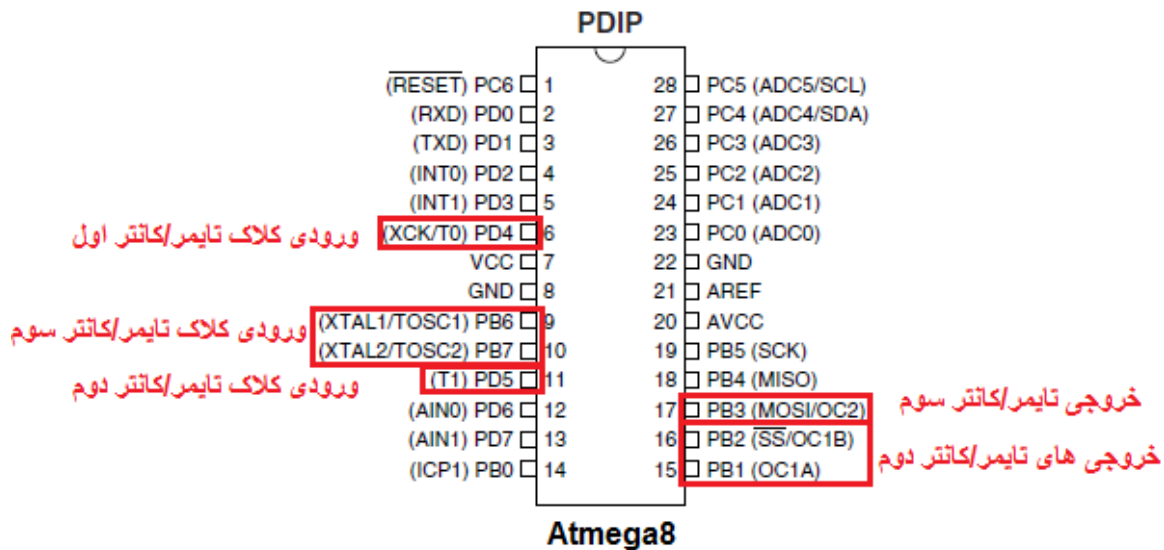 PDIP
(RESET) PC6 1
28 PC5 (ADC5/SCL)
(RXD) PD0 2
27 PC4 (ADC4/SDA)
(TXD) PD1 3
26 PC3 (ADC3)
(INT0) PD2 4
25 PC2 (ADC2)
(INT1) PD3 5
24 PC1 (ADC1)
ورودی کلاک تایمر/کانتر اول
(XCK/T0) PD4 6
23 PC0 (ADC0)
VCC 7
22 GND
GND 8
21 AREF
ورودی کلاک تایمر/کانتر سوم
(XTAL1/TOSC1) PB6 9
20 AVCC
(XTAL2/TOSC2) PB7 10
19 PB5 (SCK)
ورودی کلاک تایمر/کانتر دوم
(T1) PD5 11
18 PB4 (MISO)
(AIN0) PD6 12
17 PB3 (MOSI/OC2)
خروجی تایمر/کانتر سوم
(AIN1) PD7 13
16 PB2 (SS/OC1B)
خروجی های تایمر/کانتر دوم
(ICP1) PB0 14
15 PB1 (OC1A)
Atmega8